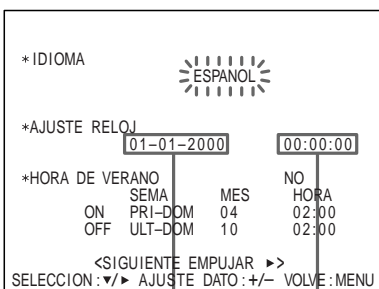 *IDIOMA
ESPANOL
*AJUSTE RELOJ
01-01-2000 00:00:00
*HORA DE VERANO NO
SEMA MES HORA
ON PRI-DOM 04 02:00
OFF ULT-DOM 10 02:00
<SIGUIENTE EMPUJAR ►>
SELECCION:▼/► AJUSTE DATO:+/- VOLVE:MENU